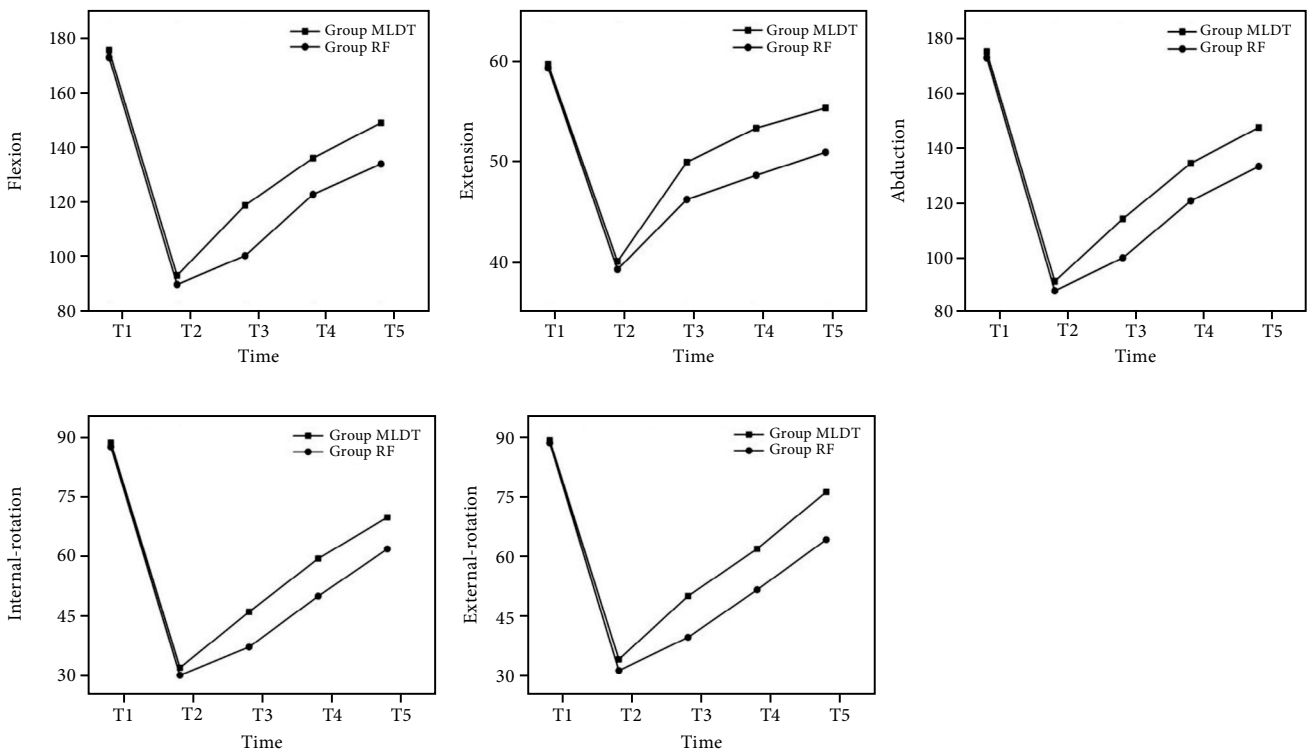 180
160
140
120
100
80
Flexion
T1 T2 T3 T4 T5
Time
Group MLDT
Group RF
60
50
40
Extension
T1 T2 T3 T4 T5
Time
Group MLDT
Group RF
180
160
140
120
100
80
Abduction
T1 T2 T3 T4 T5
Time
Group MLDT
Group RF
90
75
60
45
30
Internal-rotation
T1 T2 T3 T4 T5
Time
Group MLDT
Group RF
90
75
60
45
30
External-rotation
T1 T2 T3 T4 T5
Time
Group MLDT
Group RF